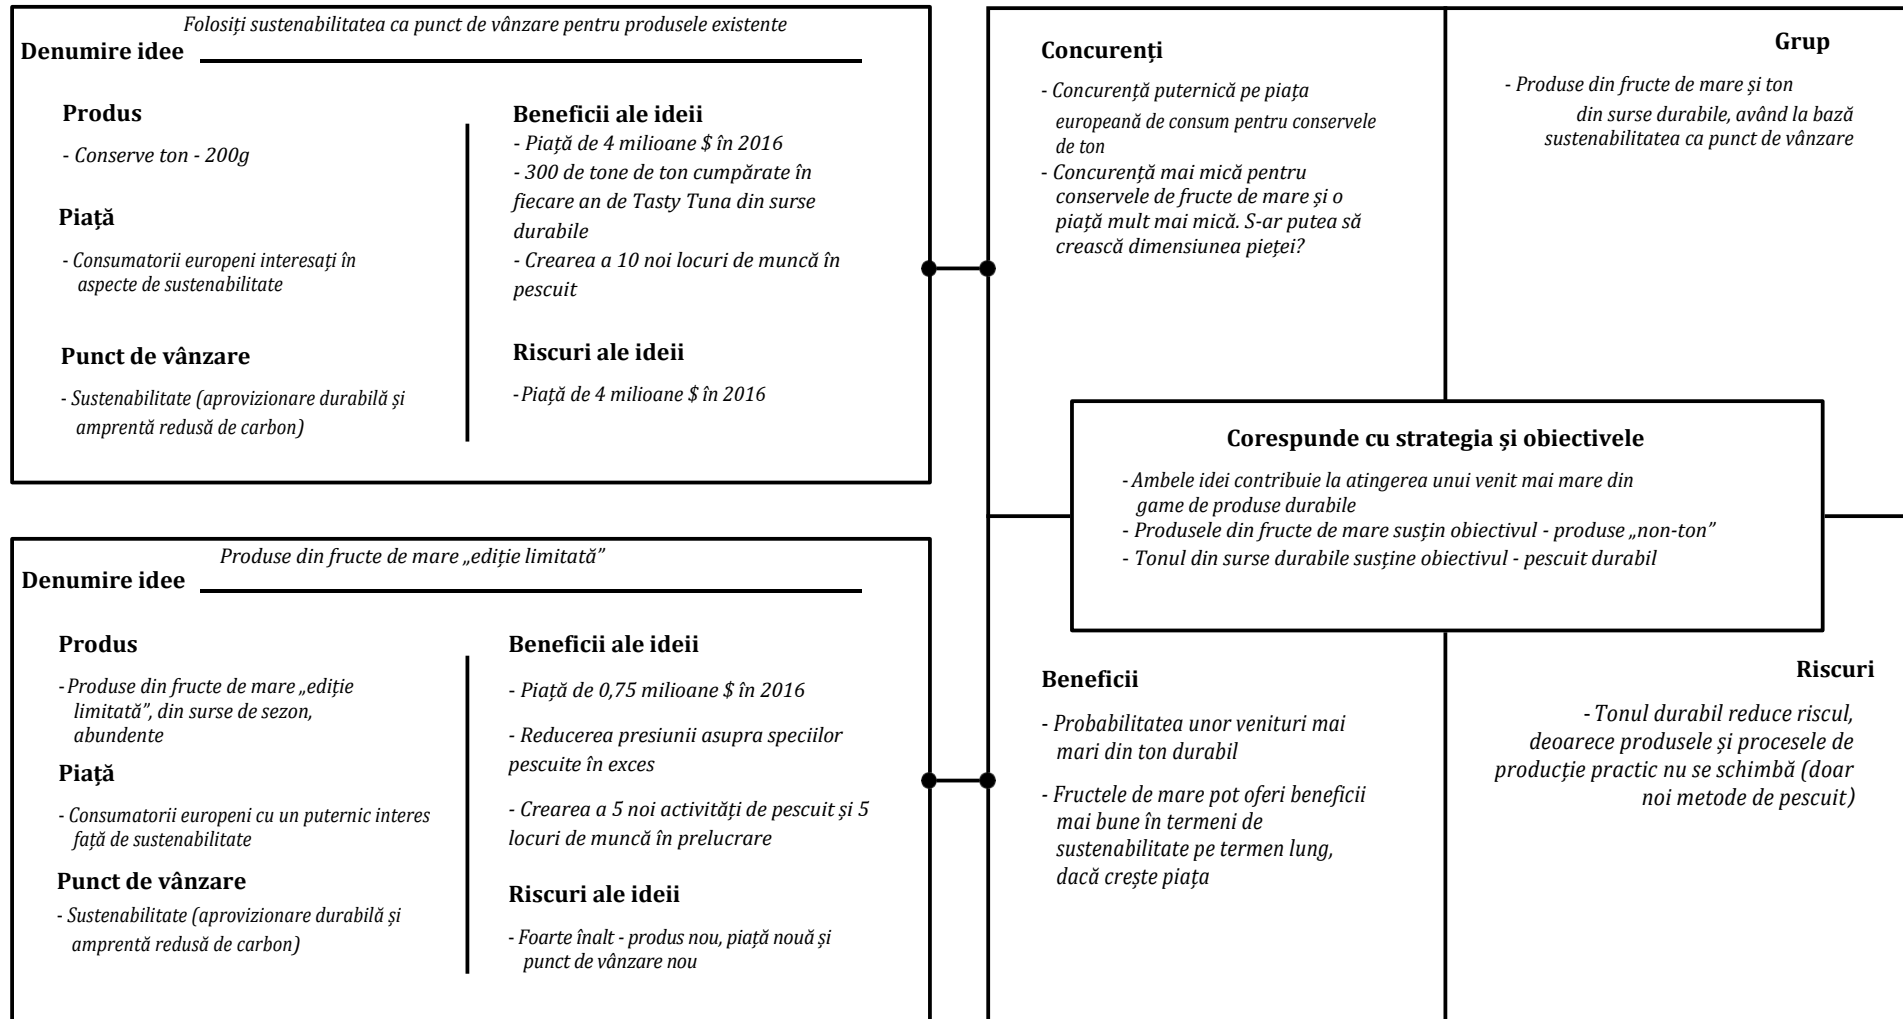 Folosiți sustenabilitatea ca punct de vânzare pentru produsele existente
Denumire idee
Produs
- Conserve ton - 200g
Piață
- Consumatorii europeni interesați în
aspecte de sustenabilitate
Punct de vânzare
- Sustenabilitate (aprovizionare durabilă și
amprentă redusă de carbon)
Beneficii ale ideii
- Piață de 4 milioane $ în 2016
- 300 de tone de ton cumpărate în
fiecare an de Tasty Tuna din surse
durabile
- Crearea a 10 noi locuri de muncă în
pescuit
Riscuri ale ideii
- Piață de 4 milioane $ în 2016
Produse din fructe de mare „ediție limitată”
Denumire idee
Produs
- Produse din fructe de mare „ediție
limitată”, din surse de sezon,
abundente
Piață
- Consumatorii europeni cu un puternic interes
față de sustenabilitate
Punct de vânzare
- Sustenabilitate (aprovizionare durabilă și
amprentă redusă de carbon)
Beneficii ale ideii
- Piață de 0,75 milioane $ în 2016
- Reducerea presiunii asupra speciilor
pescuite în exces
- Crearea a 5 noi activități de pescuit și 5
locuri de muncă în prelucrare
Riscuri ale ideii
- Foarte înalt - produs nou, piață nouă și
punct de vânzare nou
Concurenți
- Concurență puternică pe piața
europeană de consum pentru conservele
de ton
- Concurență mai mică pentru
conservele de fructe de mare și o
piață mult mai mică. S-ar putea să
crească dimensiunea pieței?
Grup
- Produse din fructe de mare și ton
din surse durabile, având la bază
sustenabilitatea ca punct de vânzare
Corespunde cu strategia și obiectivele
- Ambele idei contribuie la atingerea unui venit mai mare din
game de produse durabile
- Produsele din fructe de mare susțin obiectivul - produse „non-ton”
- Tonul din surse durabile susține obiectivul - pescuit durabil
Beneficii
- Probabilitatea unor venituri mai
mari din ton durabil
- Fructele de mare pot oferi beneficii
mai bune în termeni de
sustenabilitate pe termen lung,
dacă crește piața
Riscuri
- Tonul durabil reduce riscul,
deoarece produsele și procesele de
producție practic nu se schimbă (doar
noi metode de pescuit)